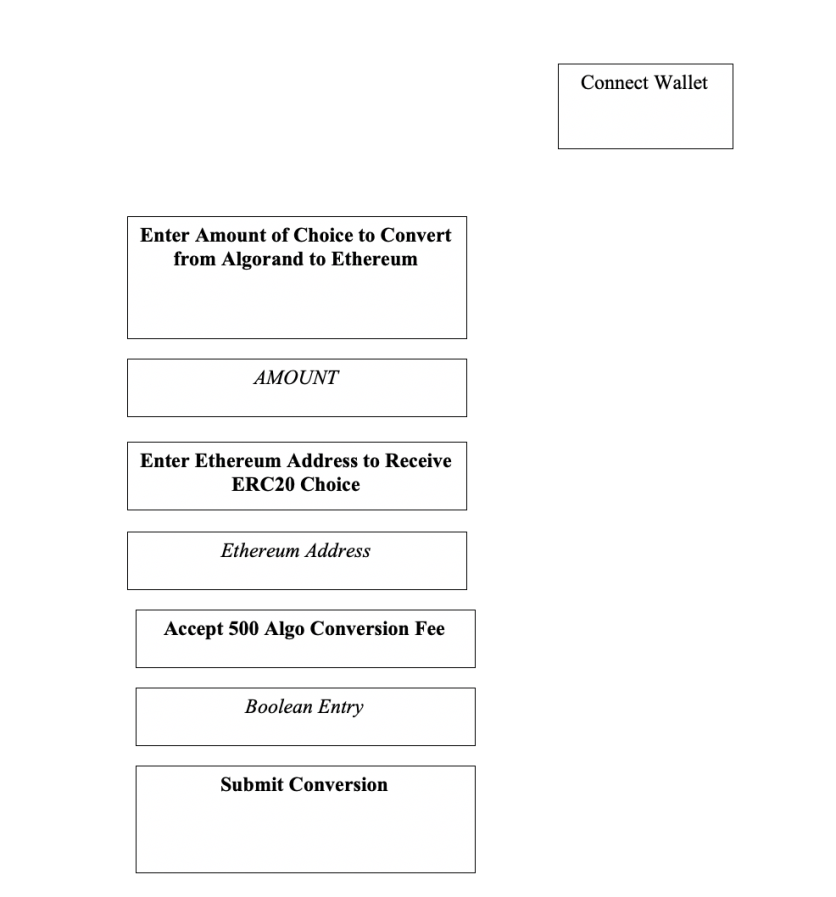 Connect Wallet
Enter Amount of Choice to Convert
from Algorand to Ethereum
AMOUNT
Enter Ethereum Address to Receive
ERC20 Choice
Ethereum Address
Accept 500 Algo Conversion Fee
Boolean Entry
Submit Conversion